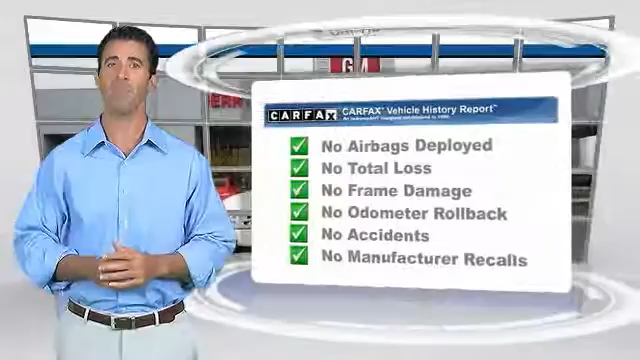 CARFAX CARFAX Vehicle History Report™
No Airbags Deployed
No Total Loss
No Frame Damage
No Odometer Rollback
No Accidents
No Manufacturer Recalls